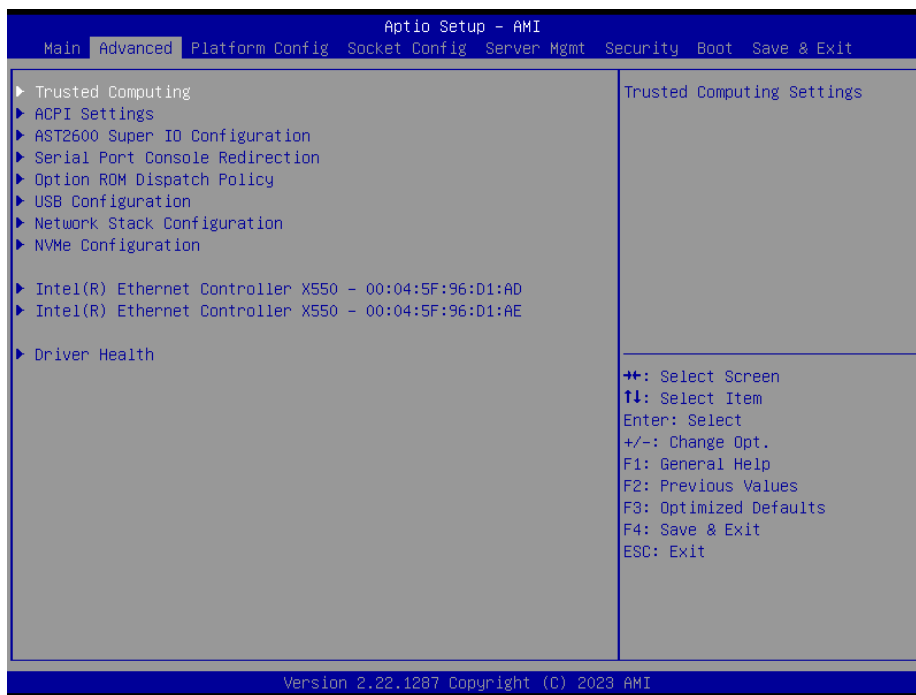 Aptio Setup – AMI
Main Advanced Platform Config Socket Config Server Mgmt Security Boot Save & Exit
Trusted Computing
ACPI Settings
AST2600 Super IO Configuration
Serial Port Console Redirection
Option ROM Dispatch Policy
USB Configuration
Network Stack Configuration
NVMe Configuration
Intel(R) Ethernet Controller X550 – 00:04:5F:96:D1:AD
Intel(R) Ethernet Controller X550 – 00:04:5F:96:D1:AE
Driver Health
Trusted Computing Settings
→←: Select Screen
↑↓: Select Item
Enter: Select
+/-: Change Opt.
F1: General Help
F2: Previous Values
F3: Optimized Defaults
F4: Save & Exit
ESC: Exit
Version 2.22.1287 Copyright (C) 2023 AMI